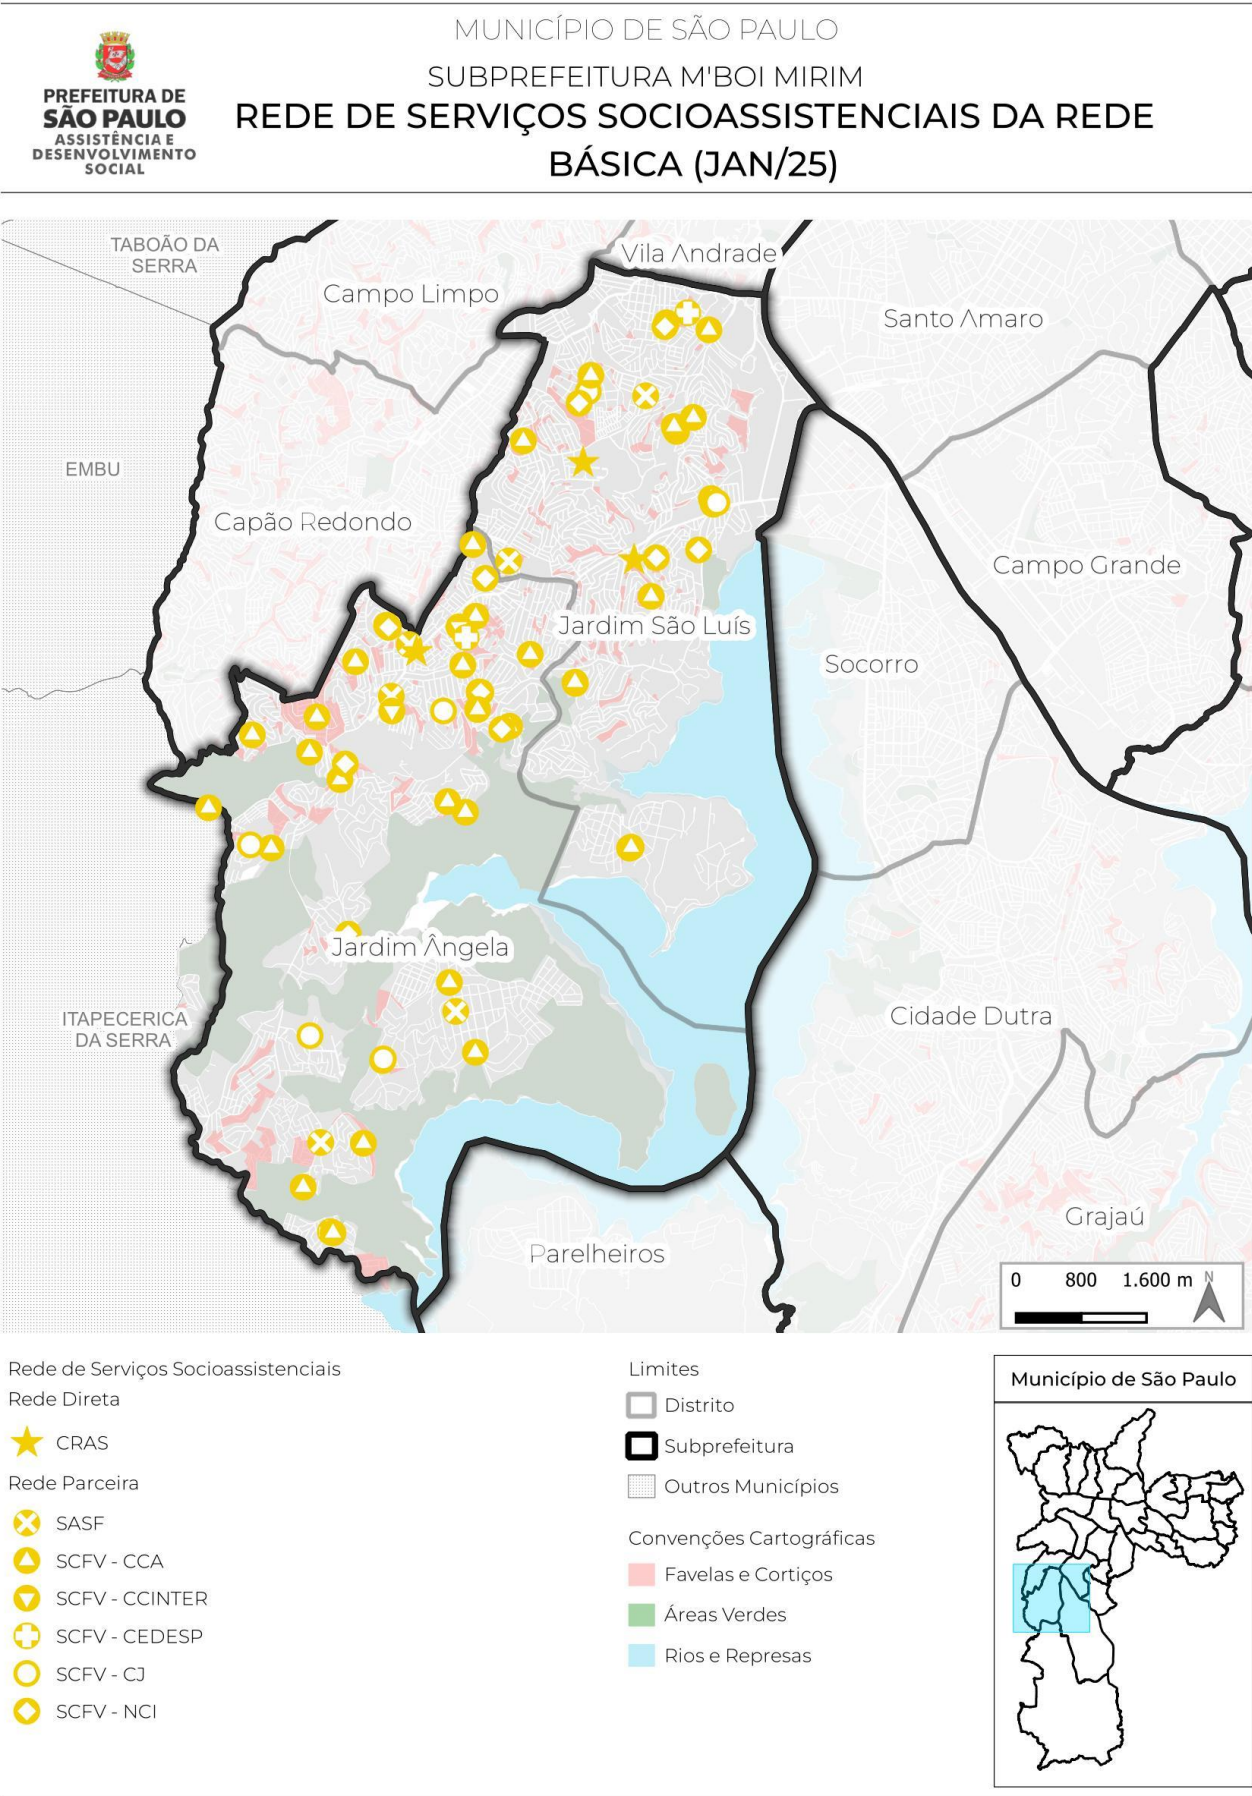 MUNICÍPIO DE SÃO PAULO
SUBPREFEITURA M'BOI MIRIM
REDE DE SERVIÇOS SOCIOASSISTENCIAIS DA REDE
BÁSICA (JAN/25)
PREFEITURA DE
SÃO PAULO
ASSISTÊNCIA E
DESENVOLVIMENTO
SOCIAL
TABOÃO DA
SERRA
Vila Andrade
Campo Limpo
Santo Amaro
EMBU
Capão Redondo
Campo Grande
Jardim São Luís
Socorro
Jardim Ângela
ITAPECERICA
DA SERRA
Cidade Dutra
Grajaú
Parelheiros
0 800 1.600 m N
Rede de Serviços Socioassistenciais
Rede Direta
CRAS
Rede Parceira
SASF
SCFV - CCA
SCFV - CCINTER
SCFV - CEDESP
SCFV - CJ
SCFV - NCI
Limites
Distrito
Subprefeitura
Outros Municípios
Convenções Cartográficas
Favelas e Cortiços
Áreas Verdes
Rios e Represas
Município de São Paulo